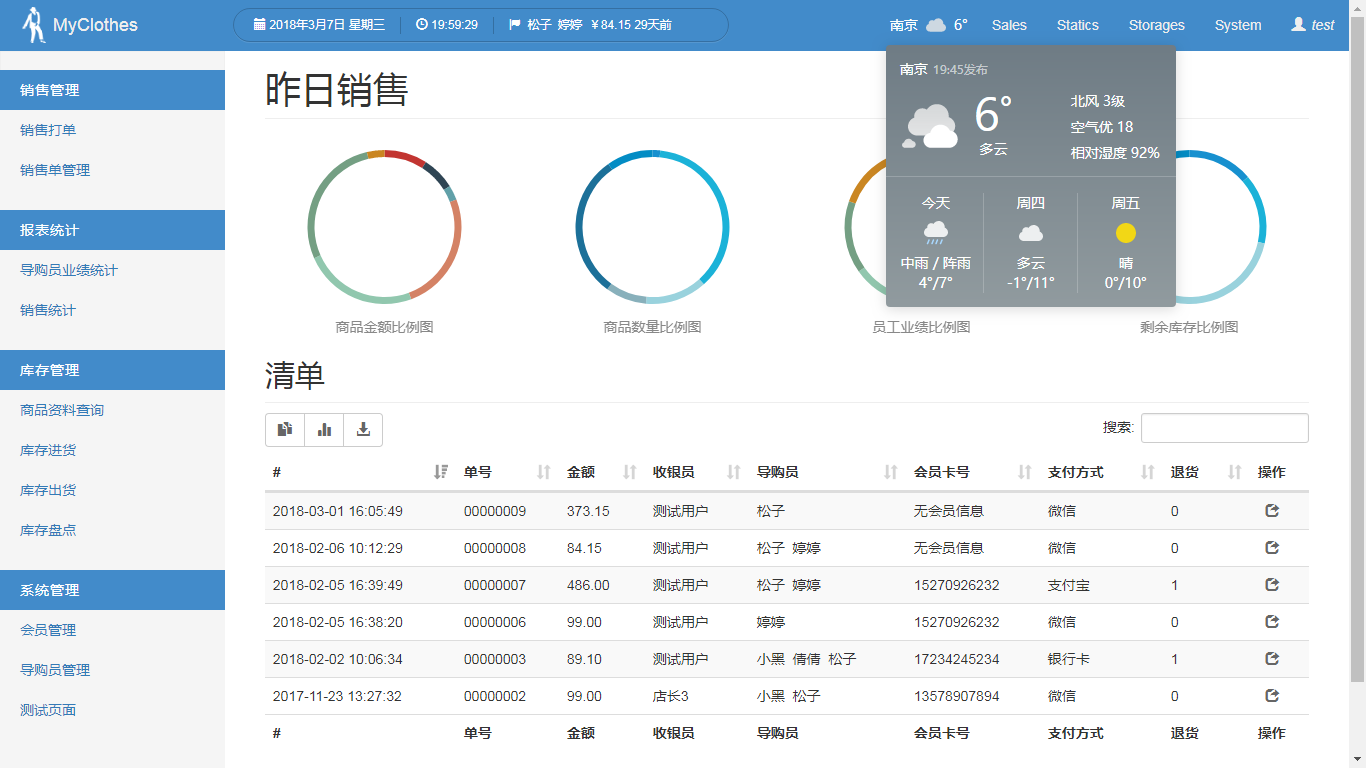 MyClothes 2018年3月7日 星期三 19:59:29 松子 婷婷 ￥84.15 29天前 南京 6° Sales Statics Storages System test
销售管理
销售打单
销售单管理
报表统计
导购员业绩统计
销售统计
库存管理
商品资料查询
库存进货
库存出货
库存盘点
系统管理
会员管理
导购员管理
测试页面
昨日销售
南京 19:45发布
6°
多云
北风 3级
空气优 18
相对湿度 92%
今天 周四 周五
中雨 / 阵雨 多云 晴
4°/7° -1°/11° 0°/10°
商品金额比例图 商品数量比例图 员工业绩比例图 剩余库存比例图
清单
搜索:
# 单号 金额 收银员 导购员 会员卡号 支付方式 退货 操作
2018-03-01 16:05:49 00000009 373.15 测试用户 松子 无会员信息 微信 0
2018-02-06 10:12:29 00000008 84.15 测试用户 松子 婷婷 无会员信息 微信 0
2018-02-05 16:39:49 00000007 486.00 测试用户 松子 婷婷 15270926232 支付宝 1
2018-02-05 16:38:20 00000006 99.00 测试用户 婷婷 15270926232 微信 0
2018-02-02 10:06:34 00000003 89.10 测试用户 小黑 倩倩 松子 17234245234 银行卡 1
2017-11-23 13:27:32 00000002 99.00 店长3 小黑 松子 13578907894 微信 0
# 单号 金额 收银员 导购员 会员卡号 支付方式 退货 操作